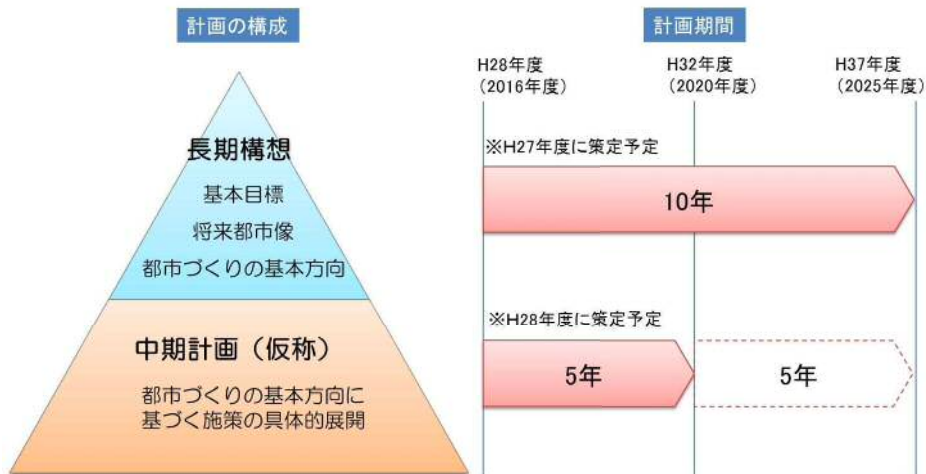 計画の構成
長期構想
基本目標
将来都市像
都市づくりの基本方向
中期計画（仮称）
都市づくりの基本方向に
基づく施策の具体的展開
計画期間
H28年度
（2016年度）
H32年度
（2020年度）
H37年度
（2025年度）
※H27年度に策定予定
10年
※H28年度に策定予定
5年
5年